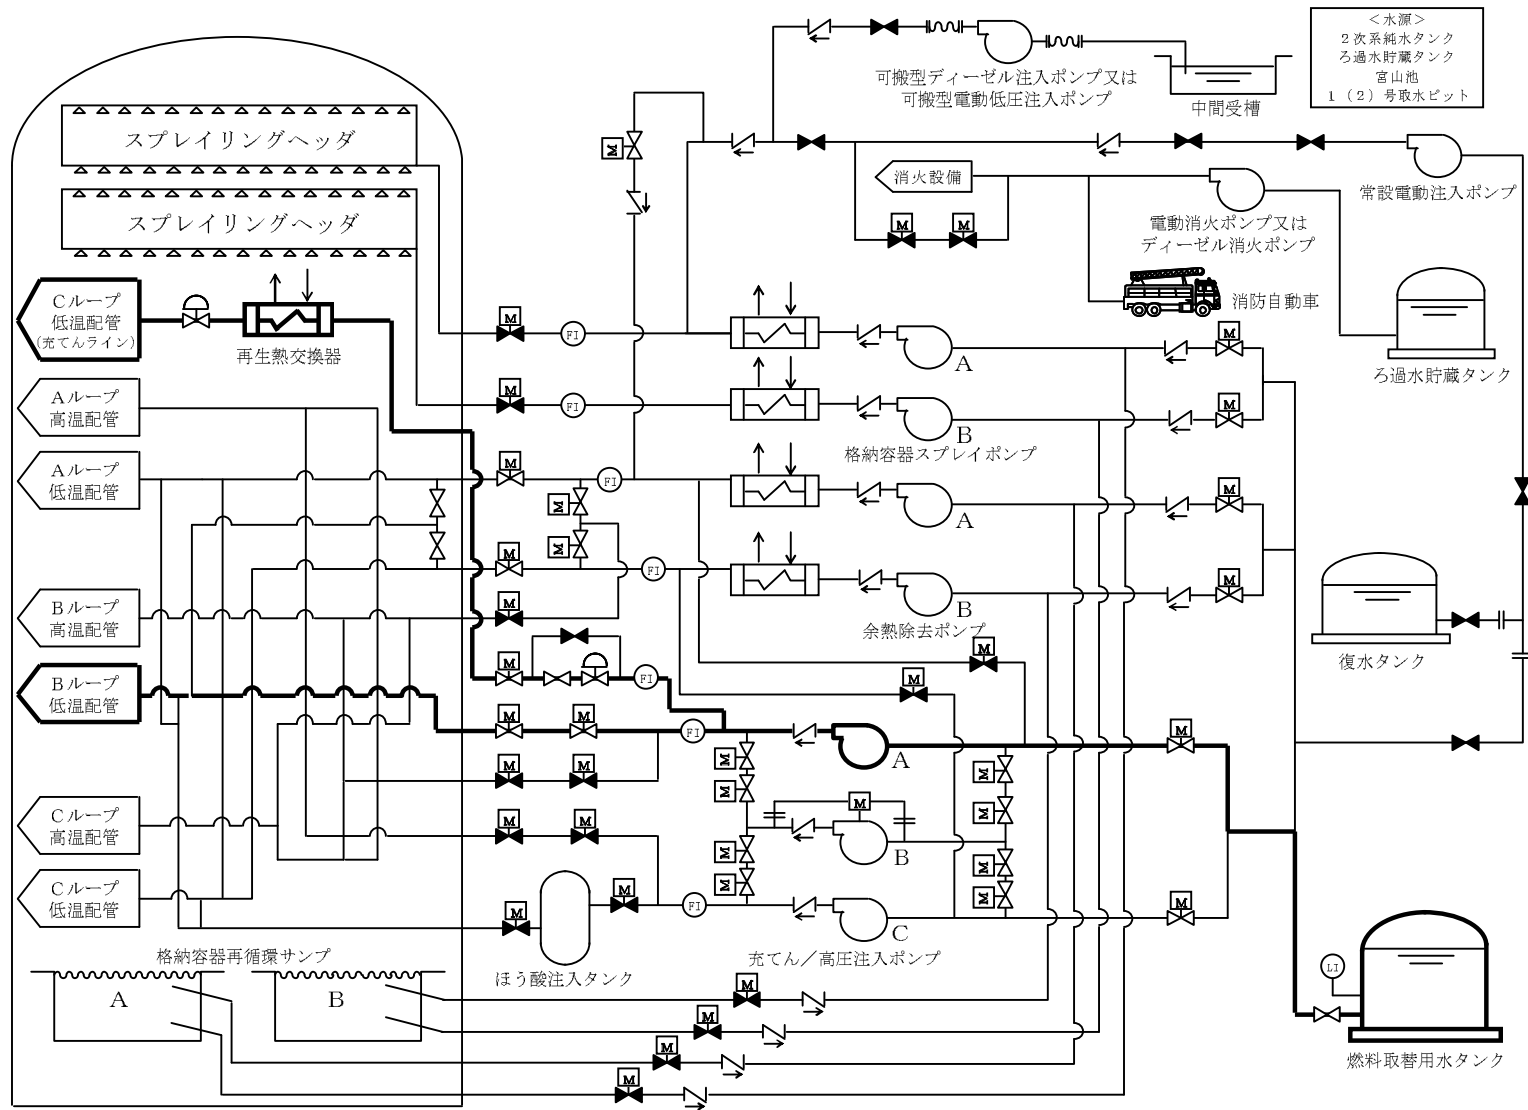 ＜水源＞
２次系純水タンク
ろ過水貯蔵タンク
宮山池
１（２）号取水ピット
可搬型ディーゼル注入ポンプ又は
可搬型電動低圧注入ポンプ
中間受槽
スプレイリングヘッダ
スプレイリングヘッダ
M
消火設備
常設電動注入ポンプ
M
M
電動消火ポンプ又は
ディーゼル消火ポンプ
消防自動車
Cループ
低温配管
(充てんライン)
再生熱交換器
M
FI
A
M
ろ過水貯蔵タンク
Aループ
高温配管
M
FI
B
M
格納容器スプレイポンプ
Aループ
低温配管
M
FI
M
A
M
M
M
FI
B
M
余熱除去ポンプ
Bループ
高温配管
M
M
復水タンク
Bループ
低温配管
M
FI
M
M
M
FI
A
M
M
M
M
M
M
M
Cループ
高温配管
M
M
M
B
M
M
M
M
Cループ
低温配管
M
M
FI
C
M
ほう酸注入タンク
充てん／高圧注入ポンプ
格納容器再循環サンプ
A
B
M
M
M
M
LI
燃料取替用水タンク